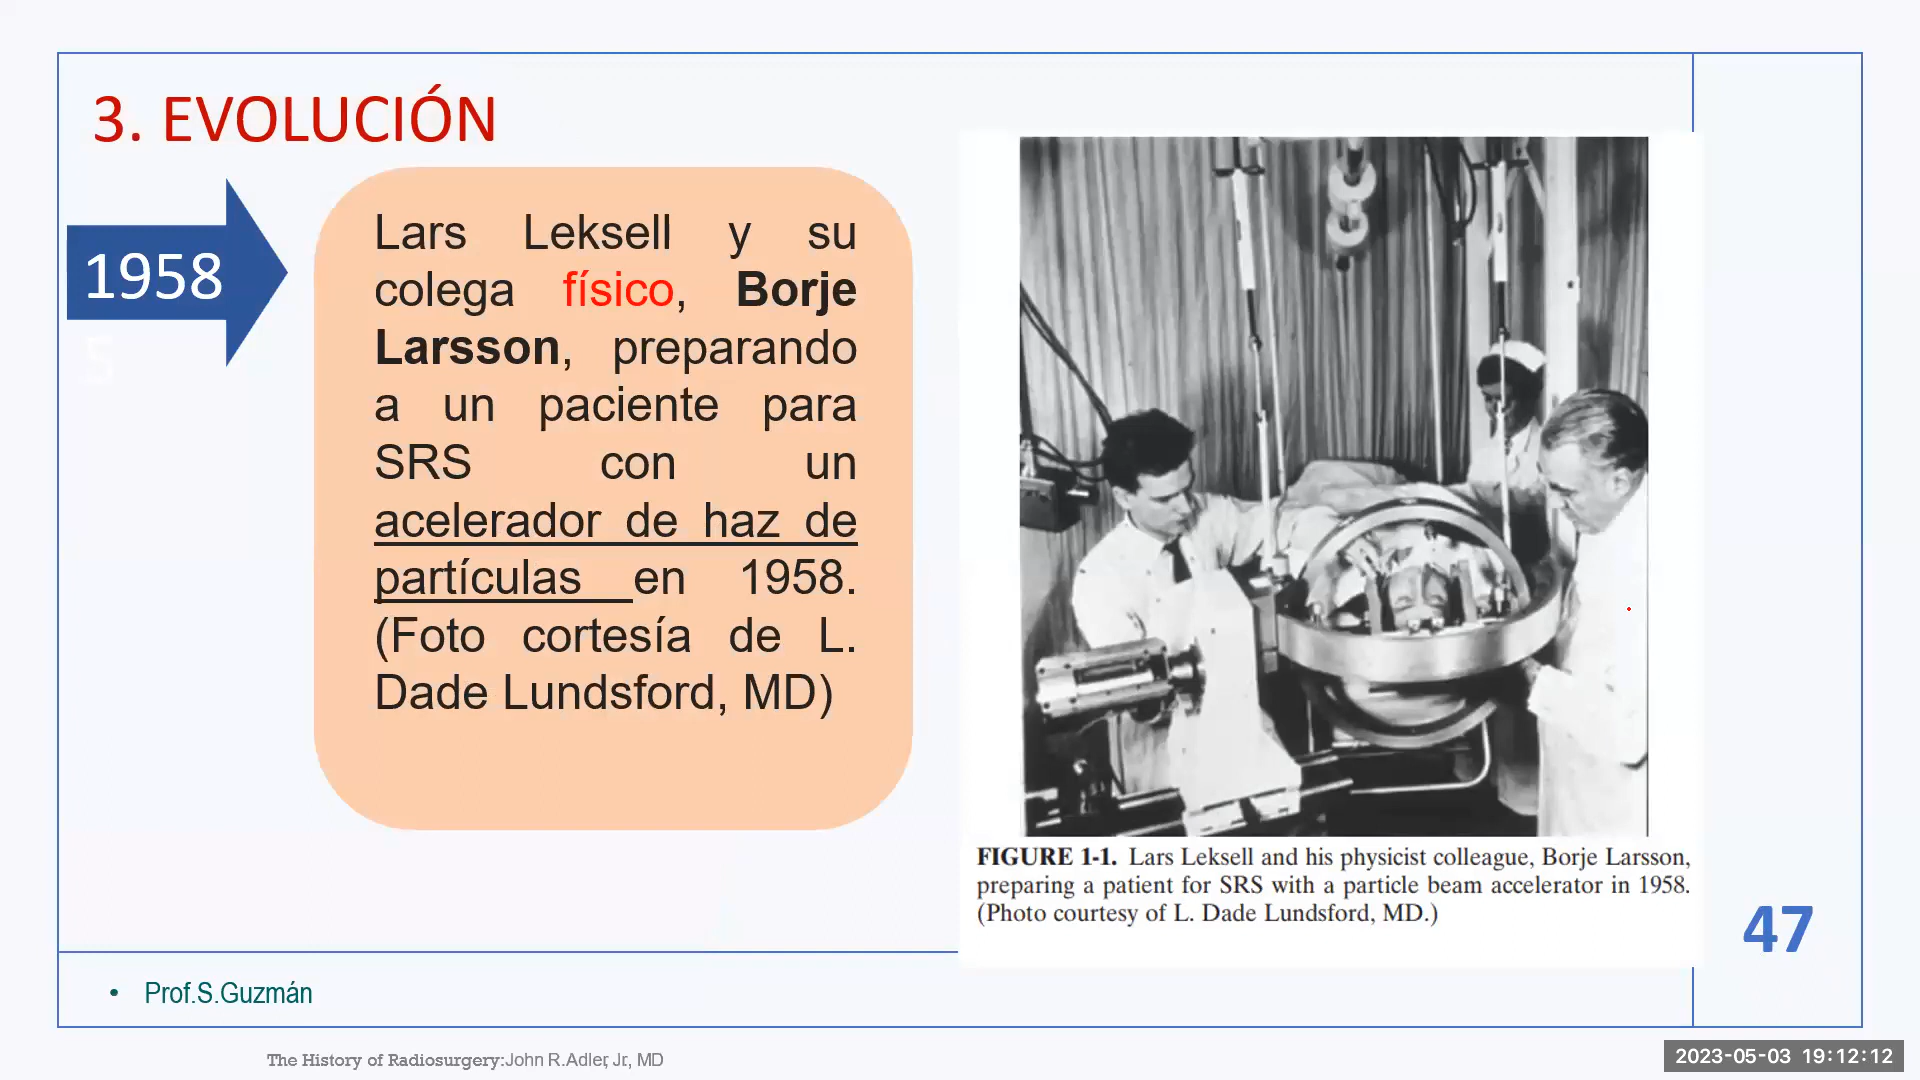 3. EVOLUCIÓN
1958
5
Lars Leksell y su
colega físico, Borje
Larsson, preparando
a un paciente para
SRS con un
acelerador de haz de
partículas en 1958.
(Foto cortesía de L.
Dade Lundsford, MD)
FIGURE 1-1. Lars Leksell and his physicist colleague, Borje Larsson,
preparing a patient for SRS with a particle beam accelerator in 1958.
(Photo courtesy of L. Dade Lundsford, MD.)
47
• Prof.S.Guzmán
The History of Radiosurgery:John R.Adler, Jr., MD
2023-05-03 19:12:12